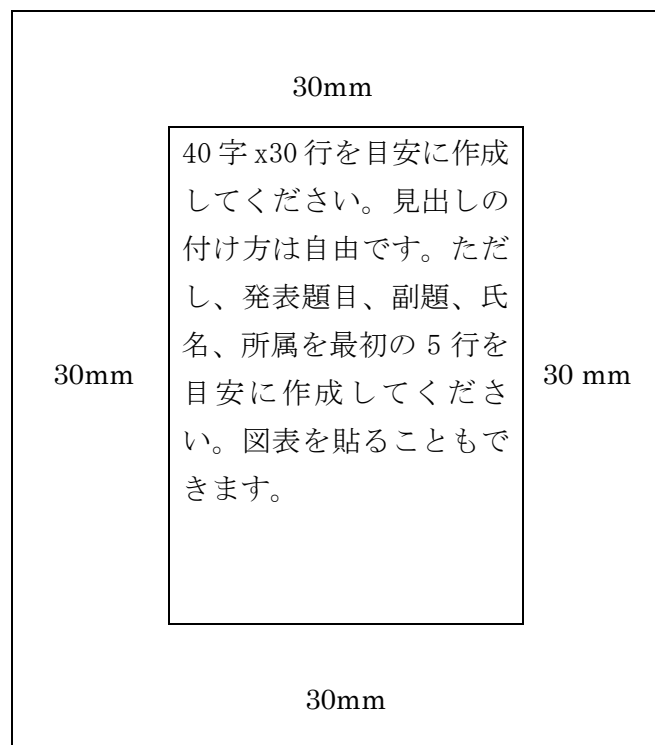 30mm
40 字 x30 行を目安に作成
してください。見出しの
付け方は自由です。ただ
し、発表題目、副題、氏
名、所属を最初の 5 行を
目安に作成してくださ
い。図表を貼ることもで
きます。
30mm
30 mm
30mm